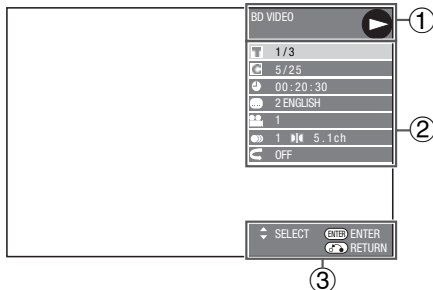 BD VIDEO
①
T 1/3
C 5/25
00:20:30
2 ENGLISH
1
②
1 5.1ch
OFF
SELECT ENTER ENTER
RETURN
③